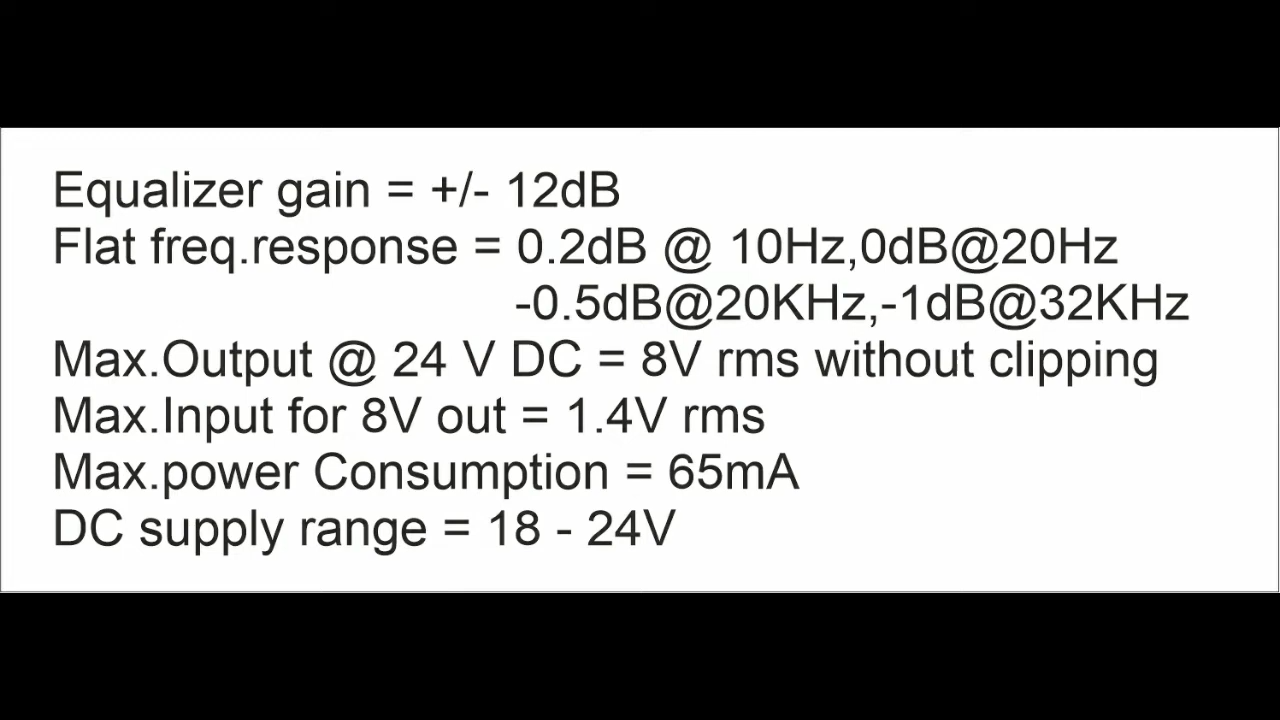 Equalizer gain = +/- 12dB
Flat freq.response = 0.2dB @ 10Hz,0dB@20Hz
-0.5dB@20KHz,-1dB@32KHz
Max.Output @ 24 V DC = 8V rms without clipping
Max.Input for 8V out = 1.4V rms
Max.power Consumption = 65mA
DC supply range = 18 - 24V